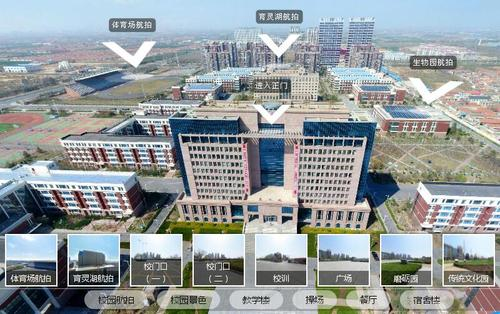 体育场航拍
育灵湖航拍
生物园航拍
进入正门
体育场航拍
育灵湖航拍
校门口
（一）
校门口
（二）
校训
广场
磨砺园
传统文化园
校园航拍
校园景色
教学楼
操场
餐厅
宿舍楼